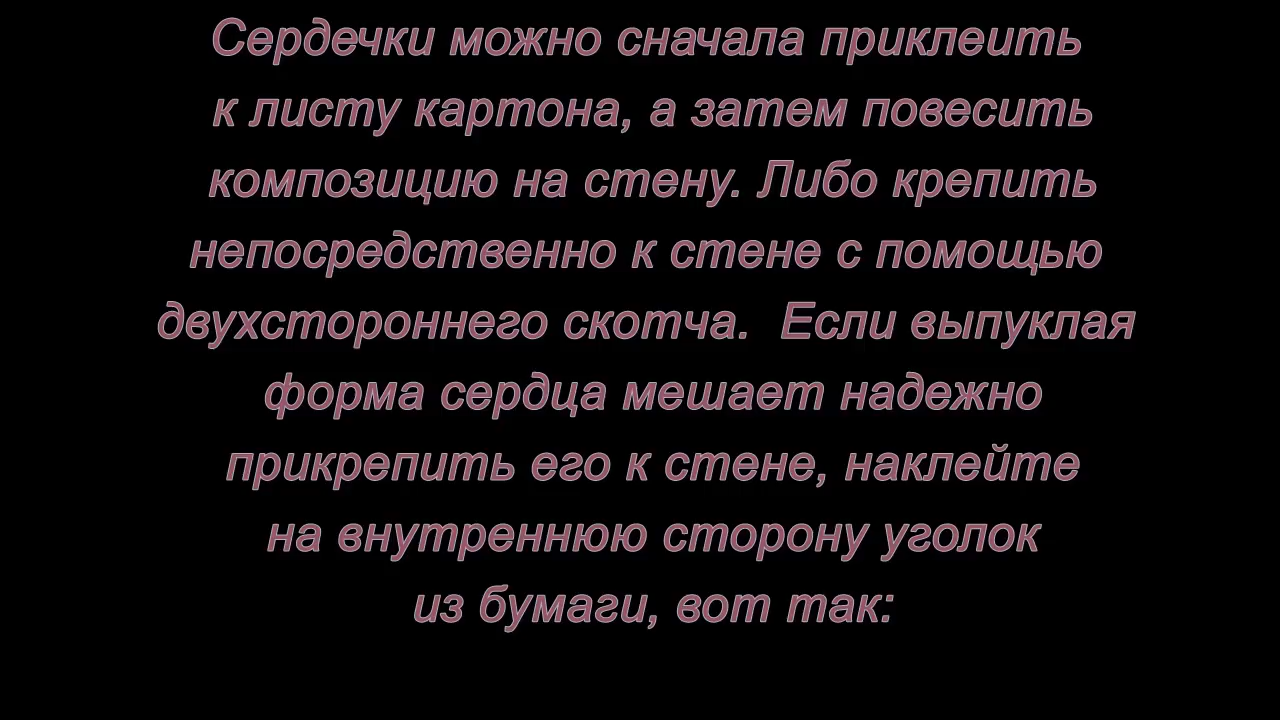 Сердечки можно сначала приклеить
к листу картона, а затем повесить
композицию на стену. Либо крепить
непосредственно к стене с помощью
двухстороннего скотча.  Если выпуклая
форма сердца мешает надежно
прикрепить его к стене, наклейте
на внутреннюю сторону уголок
из бумаги, вот так: